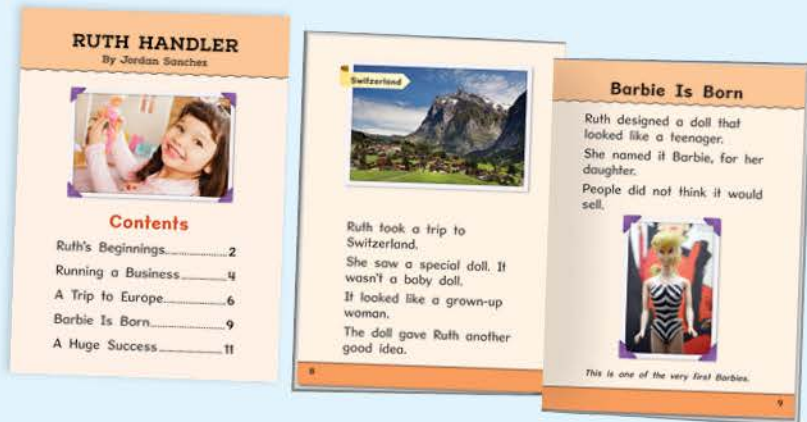 RUTH HANDLER
By Jordan Sanchez
Contents
Ruth's Beginnings 2
Running a Business 4
A Trip to Europe 6
Barbie Is Born 9
A Huge Success 11
Switzerland
Ruth took a trip to
Switzerland.
She saw a special doll. It
wasn't a baby doll.
It looked like a grown-up
woman.
The doll gave Ruth another
good idea.
8
Barbie Is Born
Ruth designed a doll that
looked like a teenager.
She named it Barbie, for her
daughter.
People did not think it would
sell.
This is one of the very first Barbies.
9